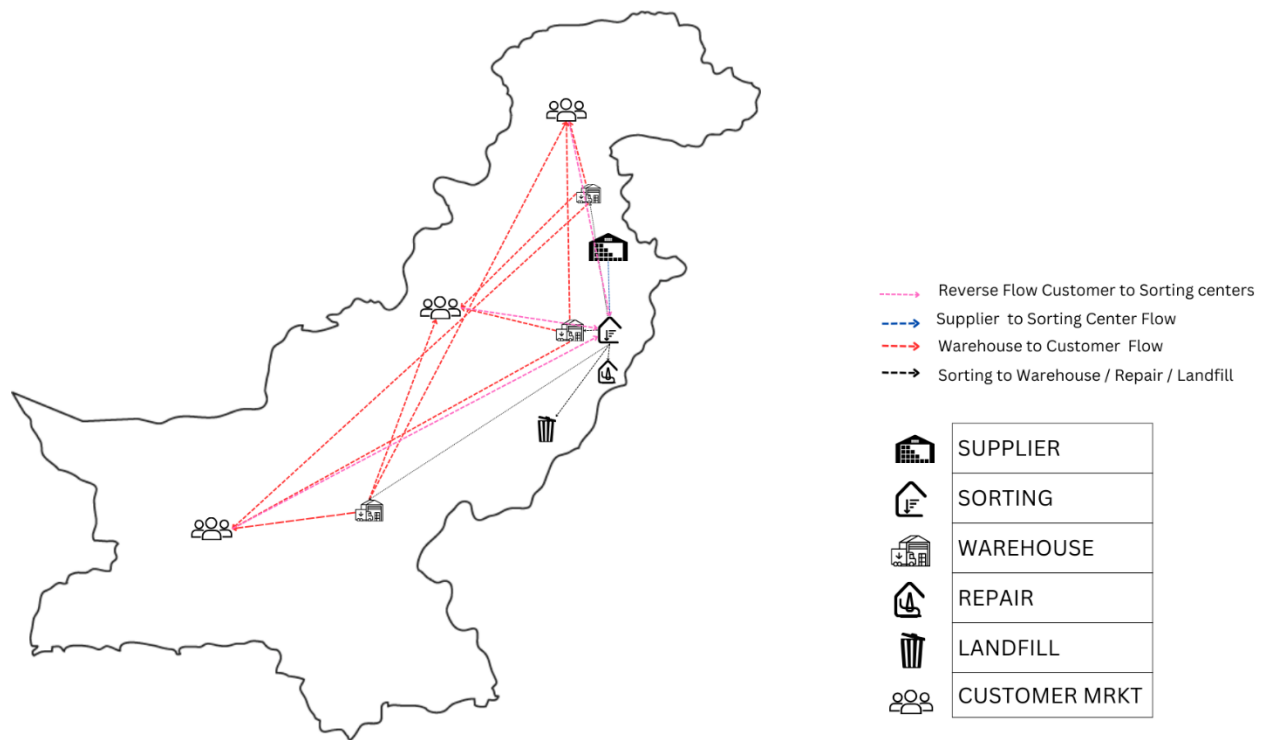 Reverse Flow Customer to Sorting centers
Supplier to Sorting Center Flow
Warehouse to Customer Flow
Sorting to Warehouse / Repair / Landfill
SUPPLIER
SORTING
WAREHOUSE
REPAIR
LANDFILL
CUSTOMER MRKT